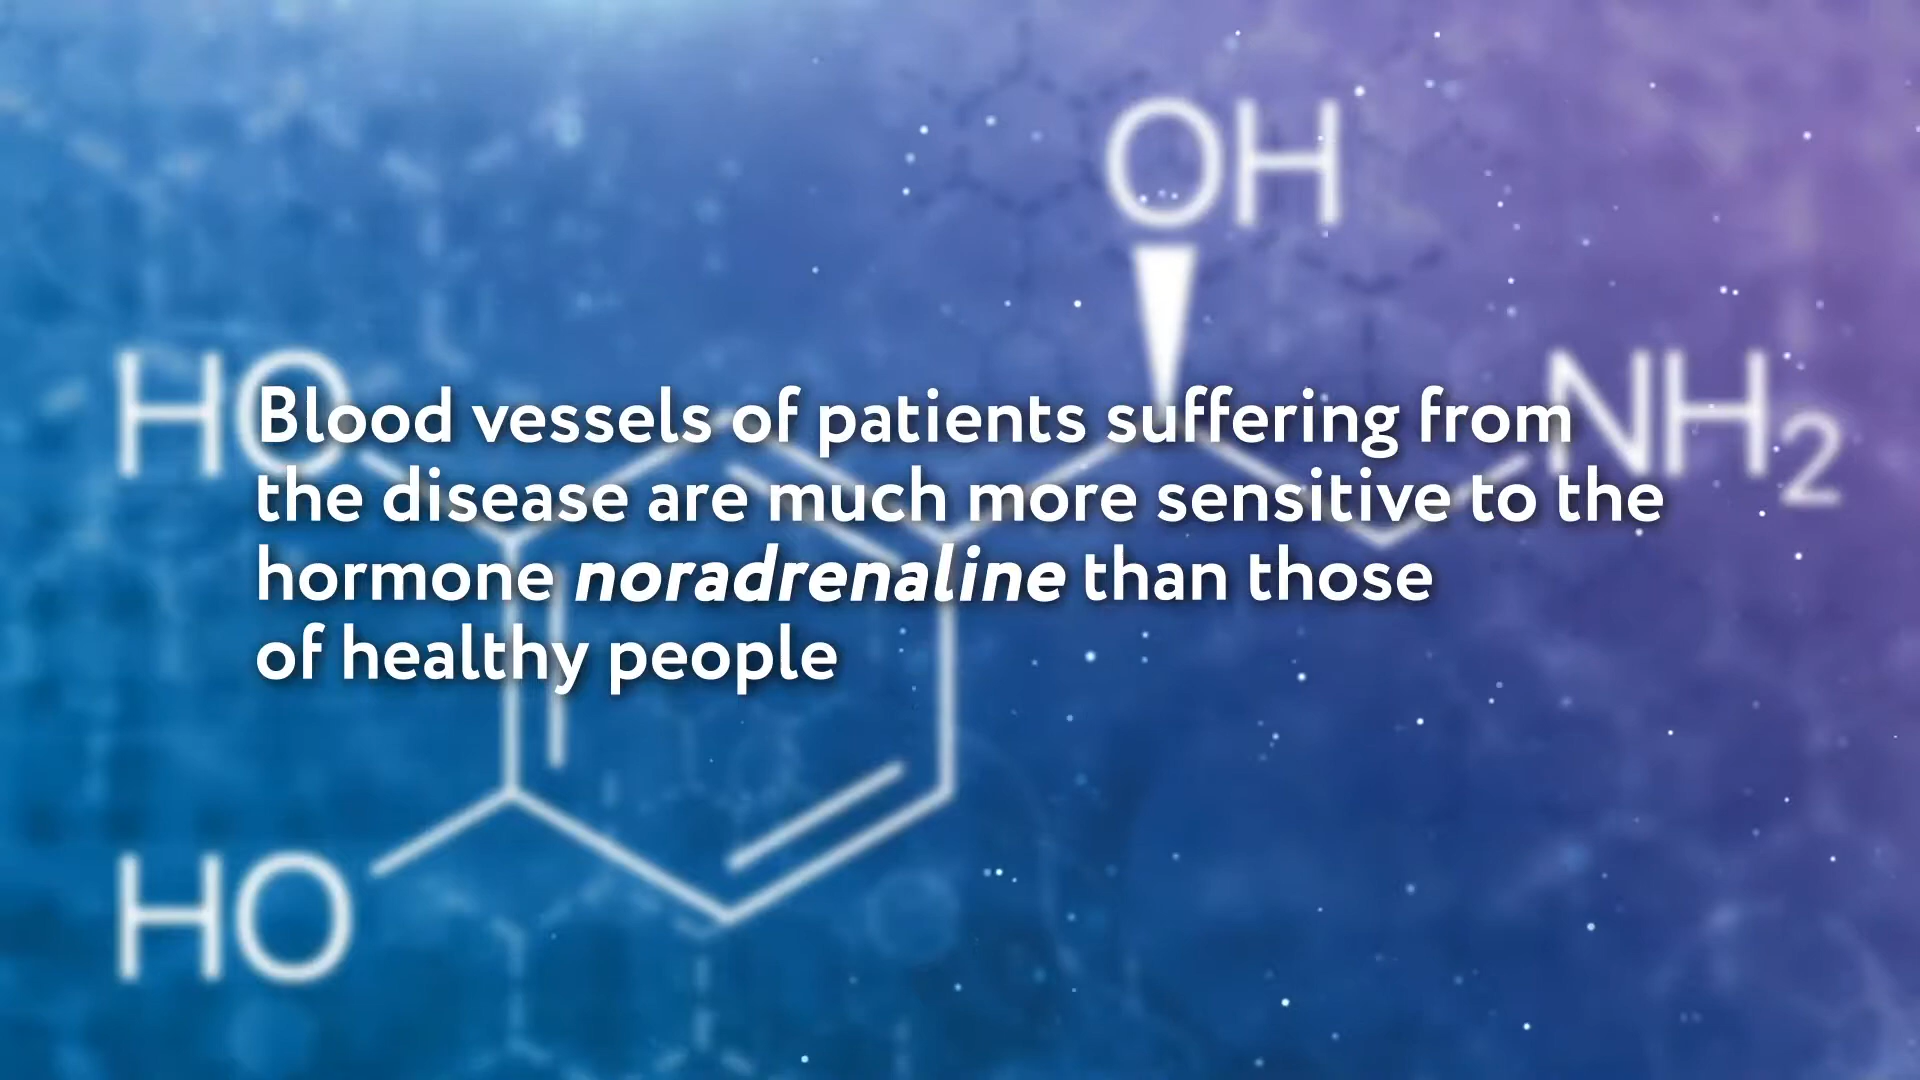 OH
HO
NH2
Blood vessels of patients suffering from
the disease are much more sensitive to the
hormone noradrenaline than those
of healthy people
HO